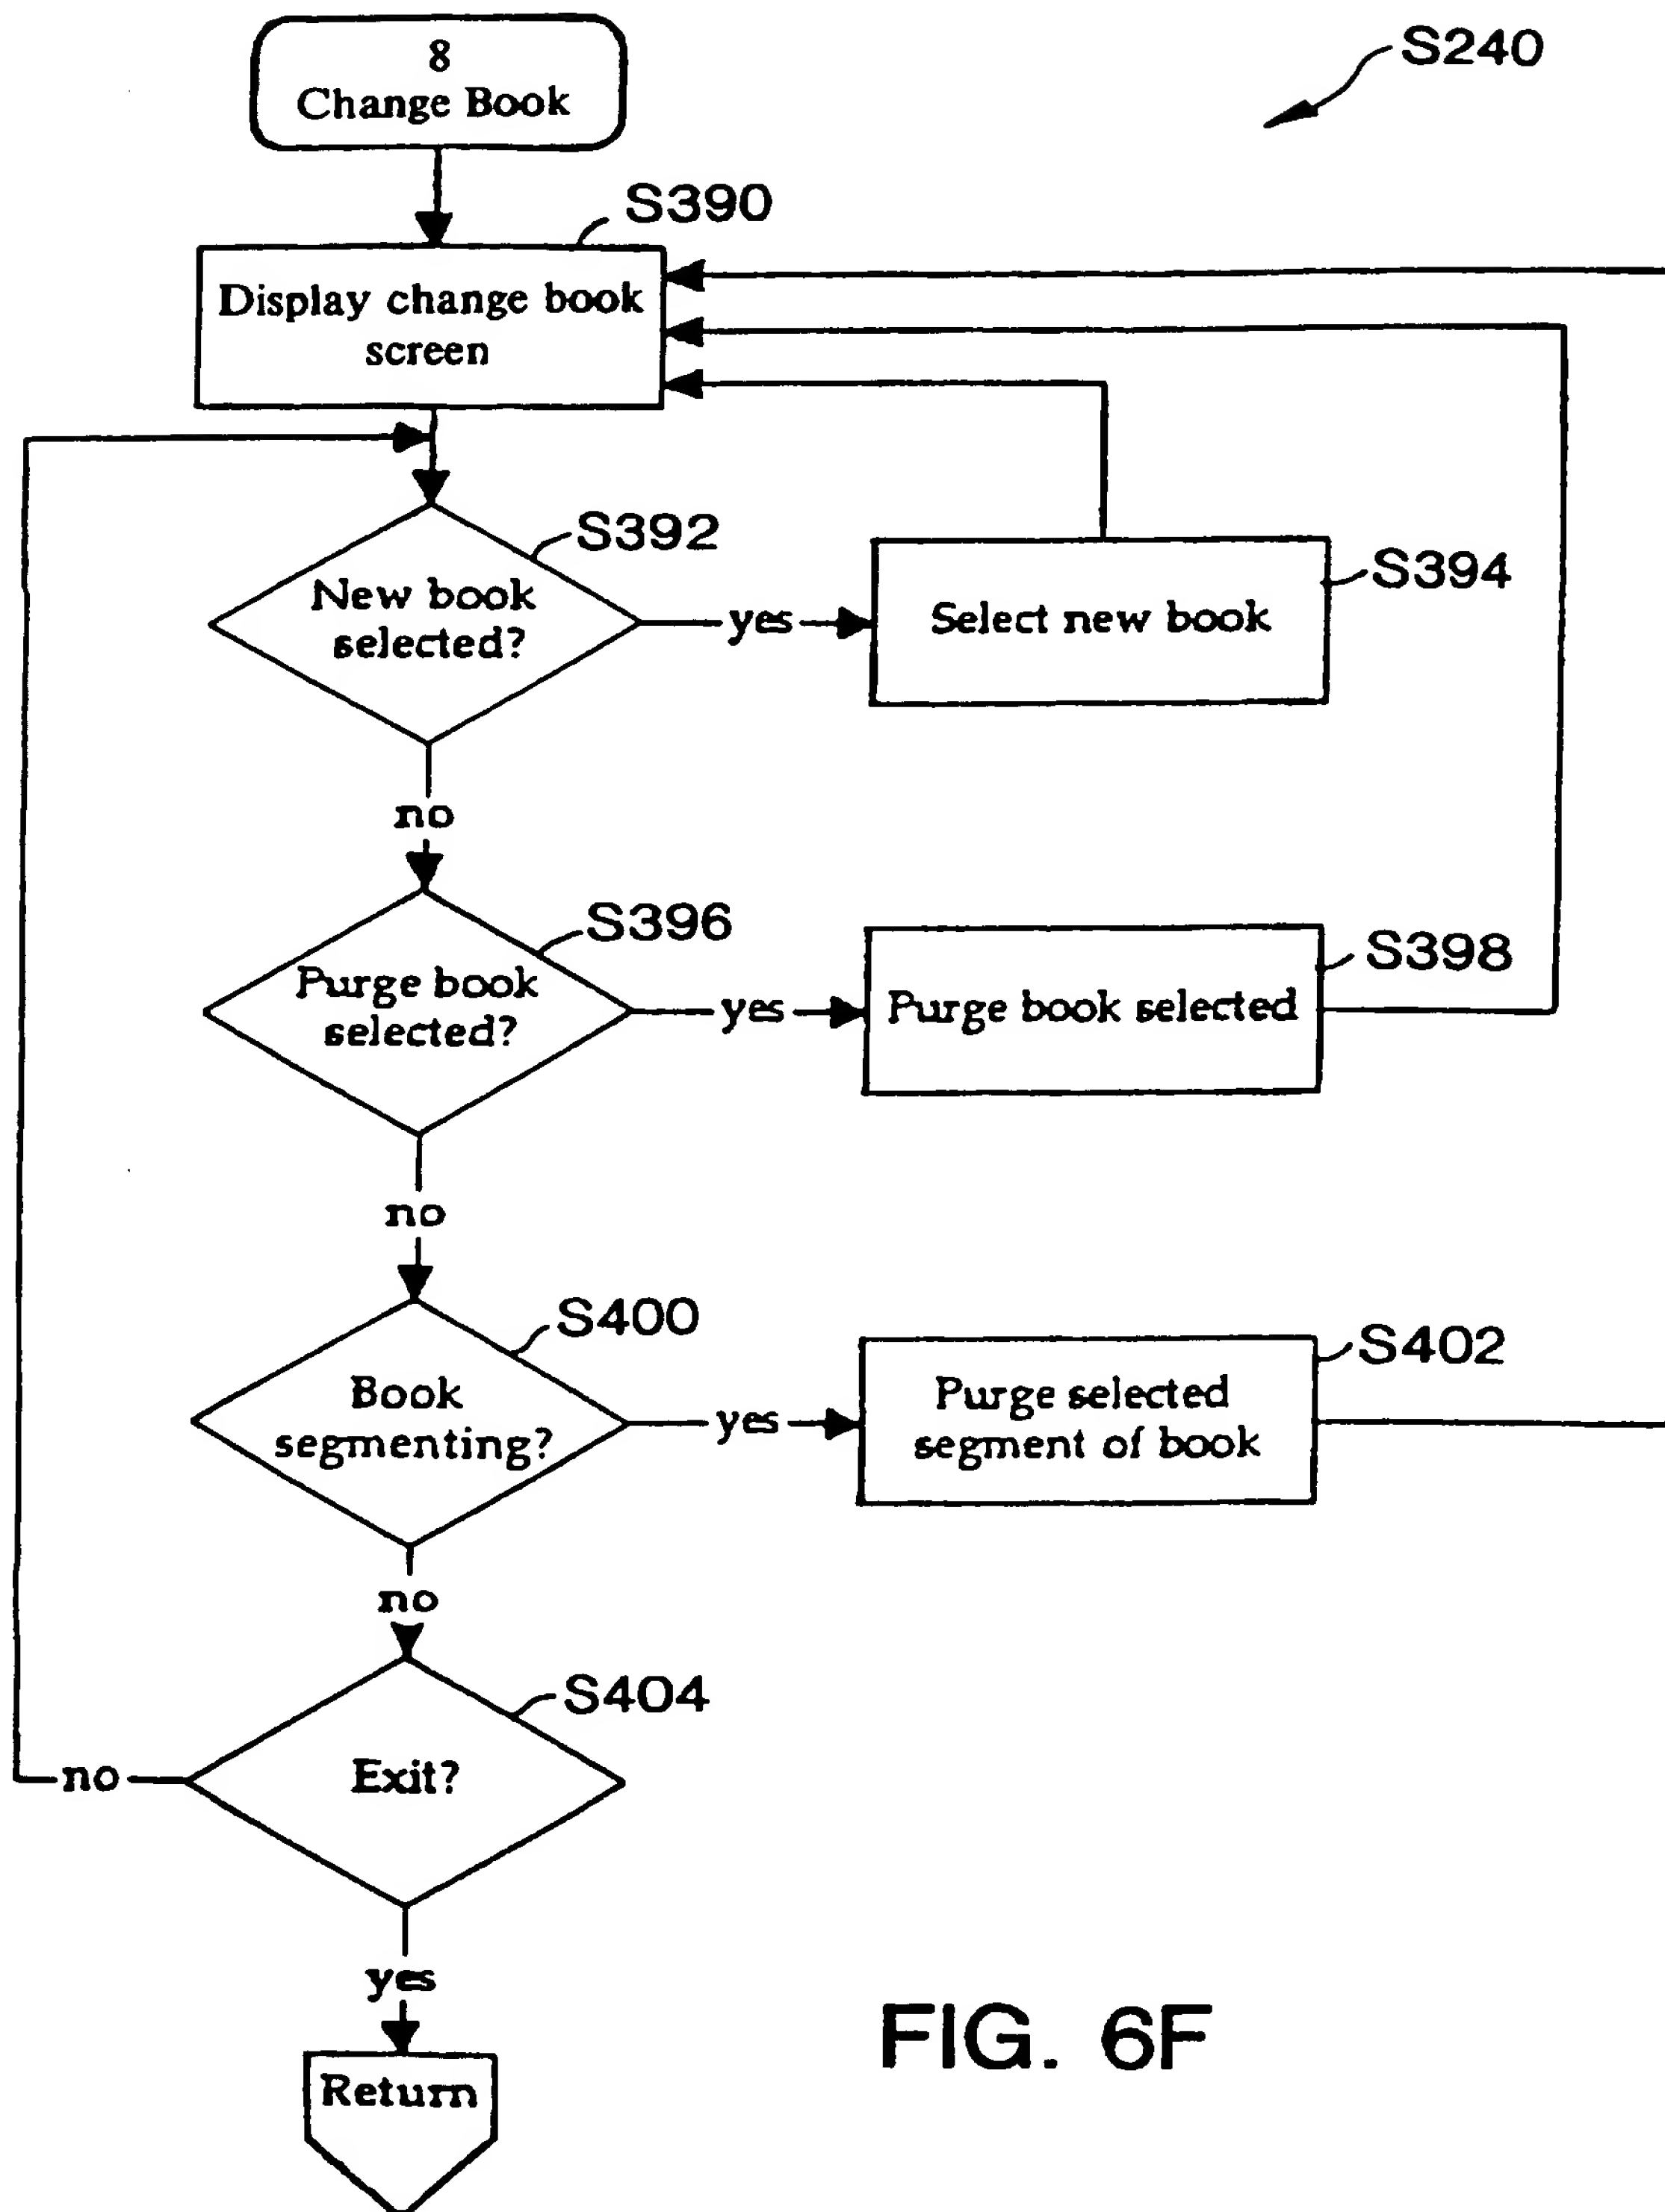 8
Change Book
S240
S390
Display change book
screen
S392
New book
selected?
yes
S394
Select new book
no
S396
Purge book
selected?
yes
S398
Purge book selected
no
S400
Book
segmenting?
yes
S402
Purge selected
segment of book
no
S404
Exit?
no
yes
Return
FIG. 6F